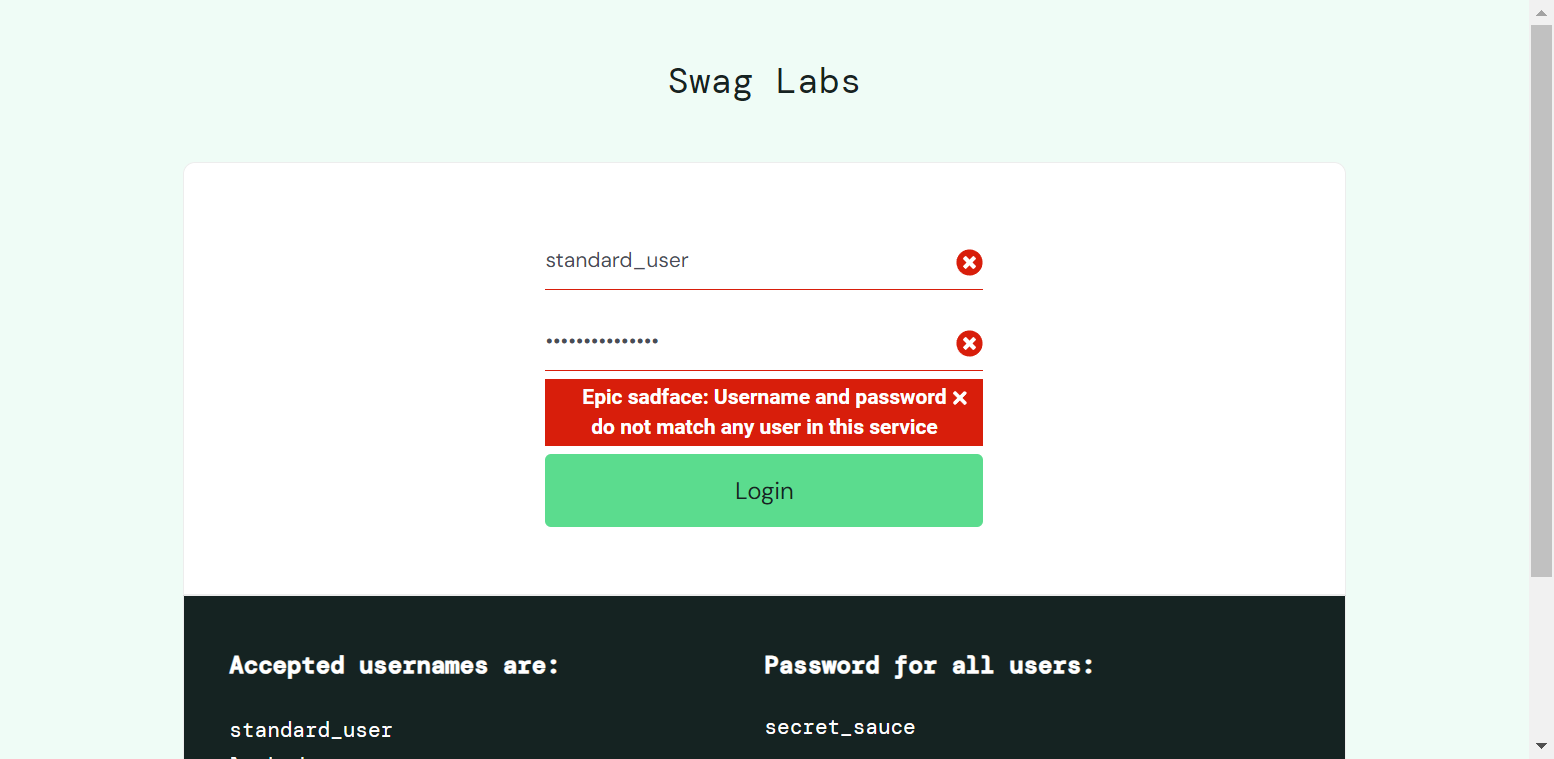 Swag Labs
standard_user
•••••••••••••••
Epic sadface: Username and password
do not match any user in this service
Login
Accepted usernames are:
standard_user
Password for all users:
secret_sauce